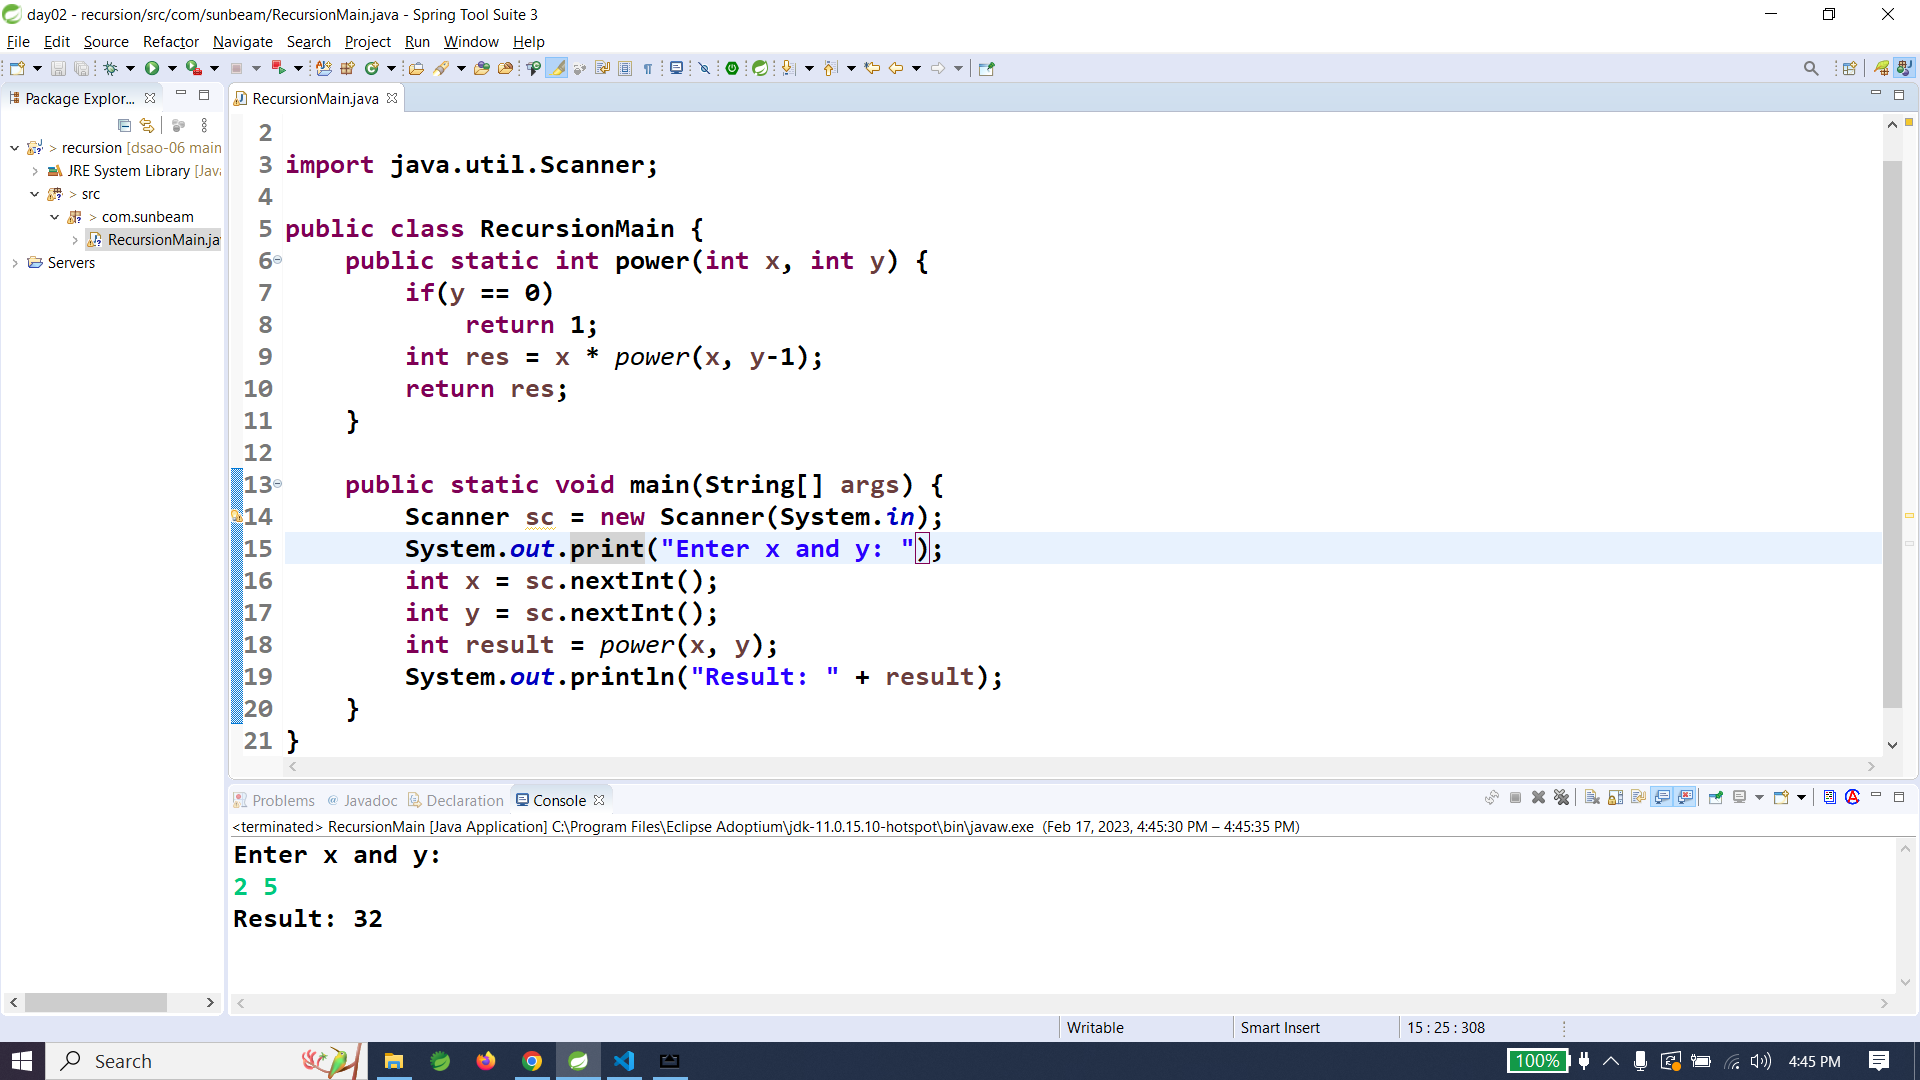 day02 - recursion/src/com/sunbeam/RecursionMain.java - Spring Tool Suite 3
File Edit Source Refactor Navigate Search Project Run Window Help
Package Explor...
RecursionMain.java
> recursion [dsao-06 main
JRE System Library [Java
> src
> com.sunbeam
RecursionMain.ja
Servers
2
3 import java.util.Scanner;
4
5 public class RecursionMain {
6 public static int power(int x, int y) {
7 if(y == 0)
8 return 1;
9 int res = x * power(x, y-1);
10 return res;
11 }
12
13 public static void main(String[] args) {
14 Scanner sc = new Scanner(System.in);
15 System.out.print("Enter x and y: ");
16 int x = sc.nextInt();
17 int y = sc.nextInt();
18 int result = power(x, y);
19 System.out.println("Result: " + result);
20 }
21 }
Problems @ Javadoc Declaration Console
<terminated> RecursionMain [Java Application] C:\Program Files\Eclipse Adoptium\jdk-11.0.15.10-hotspot\bin\javaw.exe (Feb 17, 2023, 4:45:30 PM – 4:45:35 PM)
Enter x and y:
2 5
Result: 32
Writable Smart Insert 15 : 25 : 308
Search 100% 4:45 PM